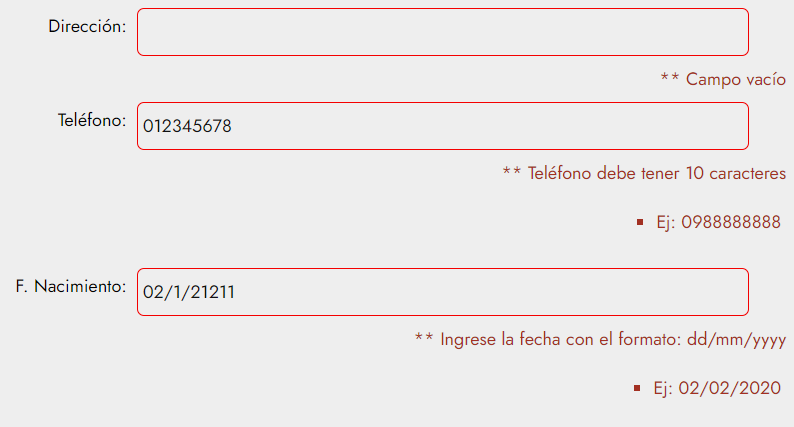 Dirección:
** Campo vacío
Teléfono: 012345678
** Teléfono debe tener 10 caracteres
Ej: 0988888888
F. Nacimiento: 02/1/21211
** Ingrese la fecha con el formato: dd/mm/yyyy
Ej: 02/02/2020